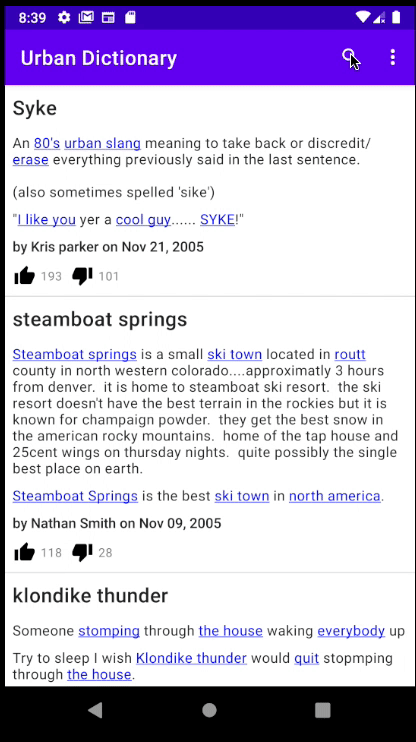 8:39
Urban Dictionary
Syke
An 80's urban slang meaning to take back or discredit/
erase everything previously said in the last sentence.
(also sometimes spelled 'sike')
"I like you yer a cool guy...... SYKE!"
by Kris parker on Nov 21, 2005
193 101
steamboat springs
Steamboat springs is a small ski town located in routt
county in north western colorado....approximatly 3 hours
from denver.  it is home to steamboat ski resort.  the ski
resort doesn't have the best terrain in the rockies but it is
known for champaign powder.  they get the best snow in
the american rocky mountains.  home of the tap house and
25cent wings on thursday nights.  quite possibly the single
best place on earth.
Steamboat Springs is the best ski town in north america.
by Nathan Smith on Nov 09, 2005
118 28
klondike thunder
Someone stomping through the house waking everybody up
Try to sleep I wish Klondike thunder would quit stopmping
through the house.